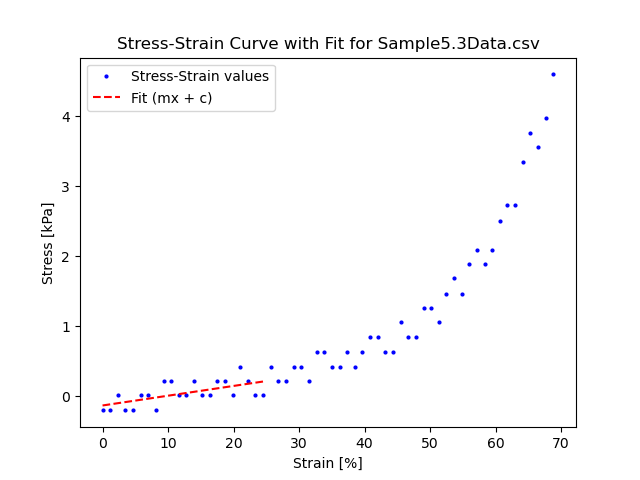 Stress-Strain Curve with Fit for Sample5.3Data.csv
Stress-Strain values
Fit (mx + c)
4
3
2
1
0
Stress [kPa]
0 10 20 30 40 50 60 70
Strain [%]